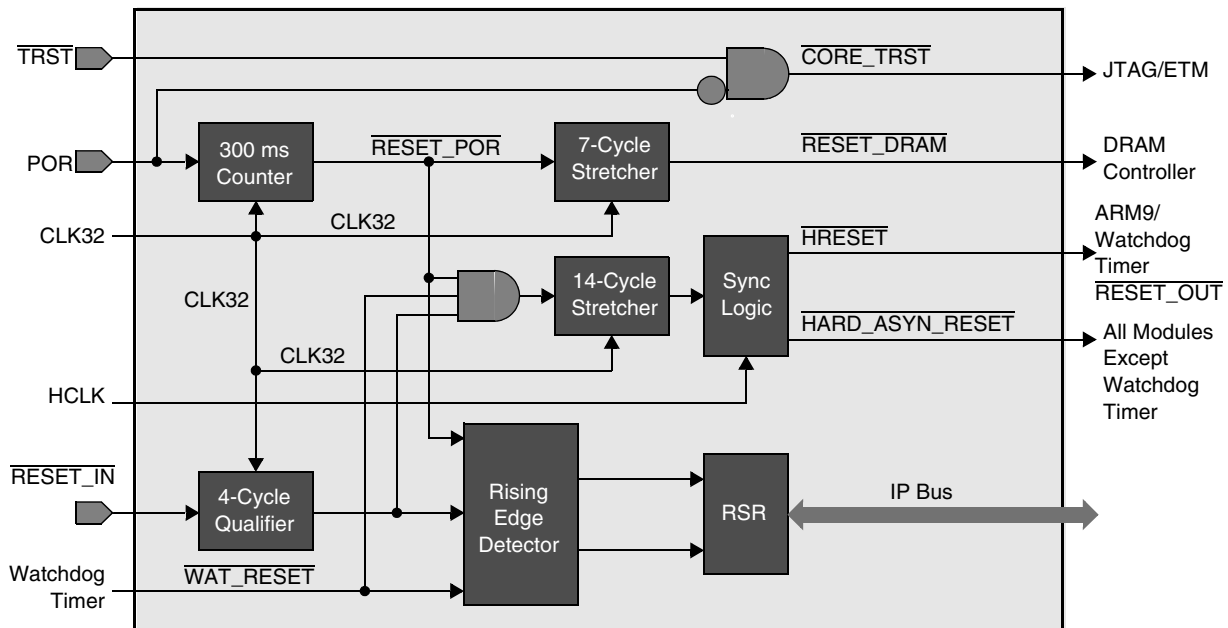 TRST
CORE_TRST
JTAG/ETM
POR
300 ms
Counter
RESET_POR
7-Cycle
Stretcher
RESET_DRAM
DRAM
Controller
CLK32
CLK32
HRESET
ARM9/
Watchdog
Timer
RESET_OUT
CLK32
14-Cycle
Stretcher
Sync
Logic
HARD_ASYN_RESET
All Modules
Except
Watchdog
Timer
CLK32
HCLK
RESET_IN
4-Cycle
Qualifier
Rising
Edge
Detector
RSR
IP Bus
Watchdog
Timer
WAT_RESET